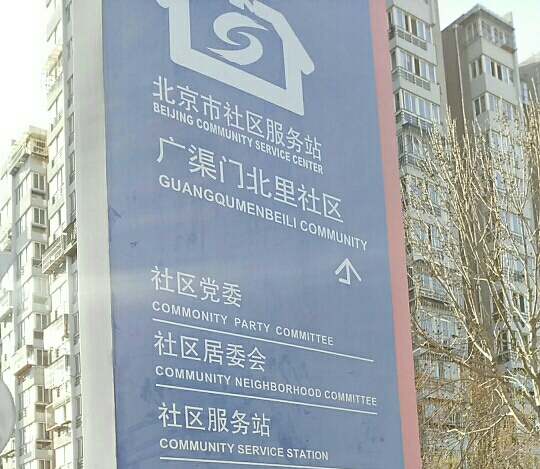 北京市社区服务站
BEIJING COMMUNITY SERVICE CENTER
广渠门北里社区
GUANGQUMENBEILI COMMUNITY
社区党委
COMMONITY PARTY COMMITTEE
社区居委会
COMMUNITY NEIGHBORHOOD COMMITTEE
社区服务站
COMMUNITY SERVICE STATION